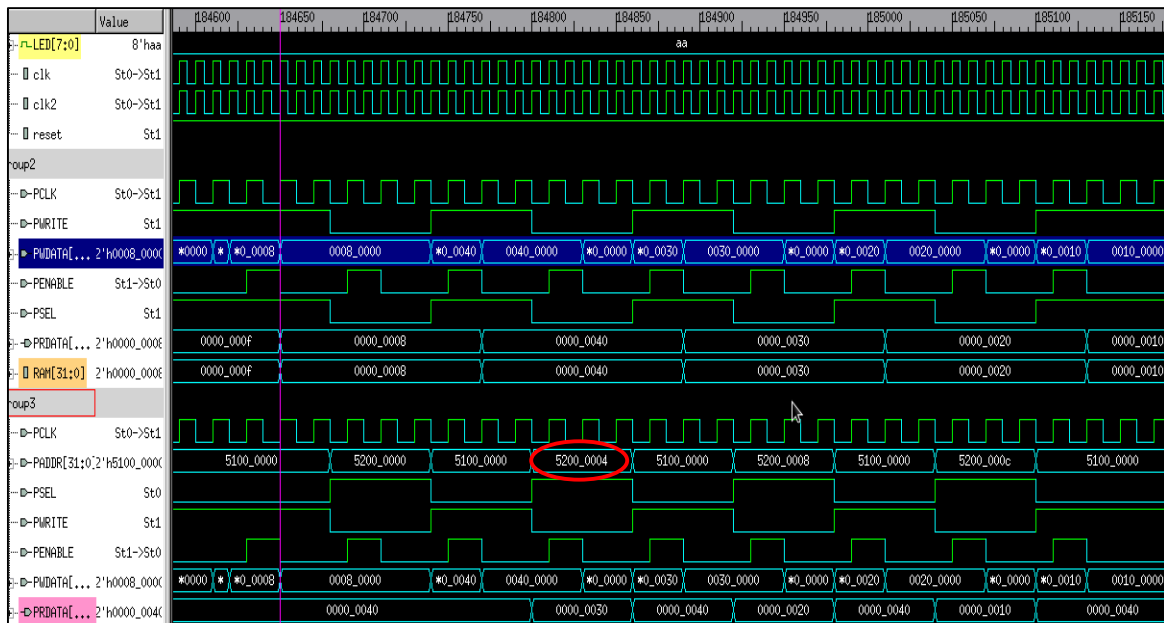 Value 184600 184650 184700 184750 184800 184850 184900 184950 185000 185050 185100 185150
LED[7:0] 8'haa aa
clk St0->St1
clk2 St0->St1
reset St1
roup2
PCLK St0->St1
PWRITE St1
PWDATA[... 2'h0008_000( *0000 * *0_0008 0008_0000 *0_0040 0040_0000 *0_0000 *0_0030 0030_0000 *0_0000 *0_0020 0020_0000 *0_0000 *0_0010 0010_0000
PENABLE St1->St0
PSEL St1
PRDATA[... 2'h0000_0008 0000_000f 0000_0008 0000_0040 0000_0030 0000_0020 0000_0010
RAM[31:0] 2'h0000_0008 0000_000f 0000_0008 0000_0040 0000_0030 0000_0020 0000_0010
roup3
PCLK St0->St1
PADDR[31:0] 2'h5100_000( 5100_0000 5200_0000 5100_0000 5200_0004 5100_0000 5200_0008 5100_0000 5200_000c 5100_0000
PSEL St0
PWRITE St1
PENABLE St1->St0
PWDATA[... 2'h0008_000( *0000 * *0_0008 0008_0000 *0_0040 0040_0000 *0_0000 *0_0030 0030_0000 *0_0000 *0_0020 0020_0000 *0_0000 *0_0010 0010_0000
PRDATA[... 2'h0000_004( 0000_0040 0000_0030 0000_0040 0000_0020 0000_0040 0000_0010 0000_0040